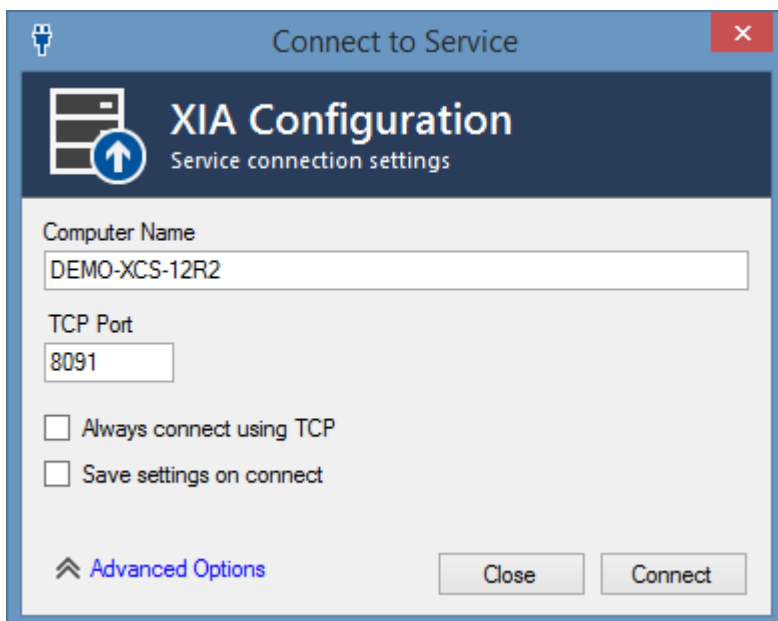 Connect to Service
XIA Configuration
Service connection settings
Computer Name
DEMO-XCS-12R2
TCP Port
8091
Always connect using TCP
Save settings on connect
Advanced Options
Close
Connect